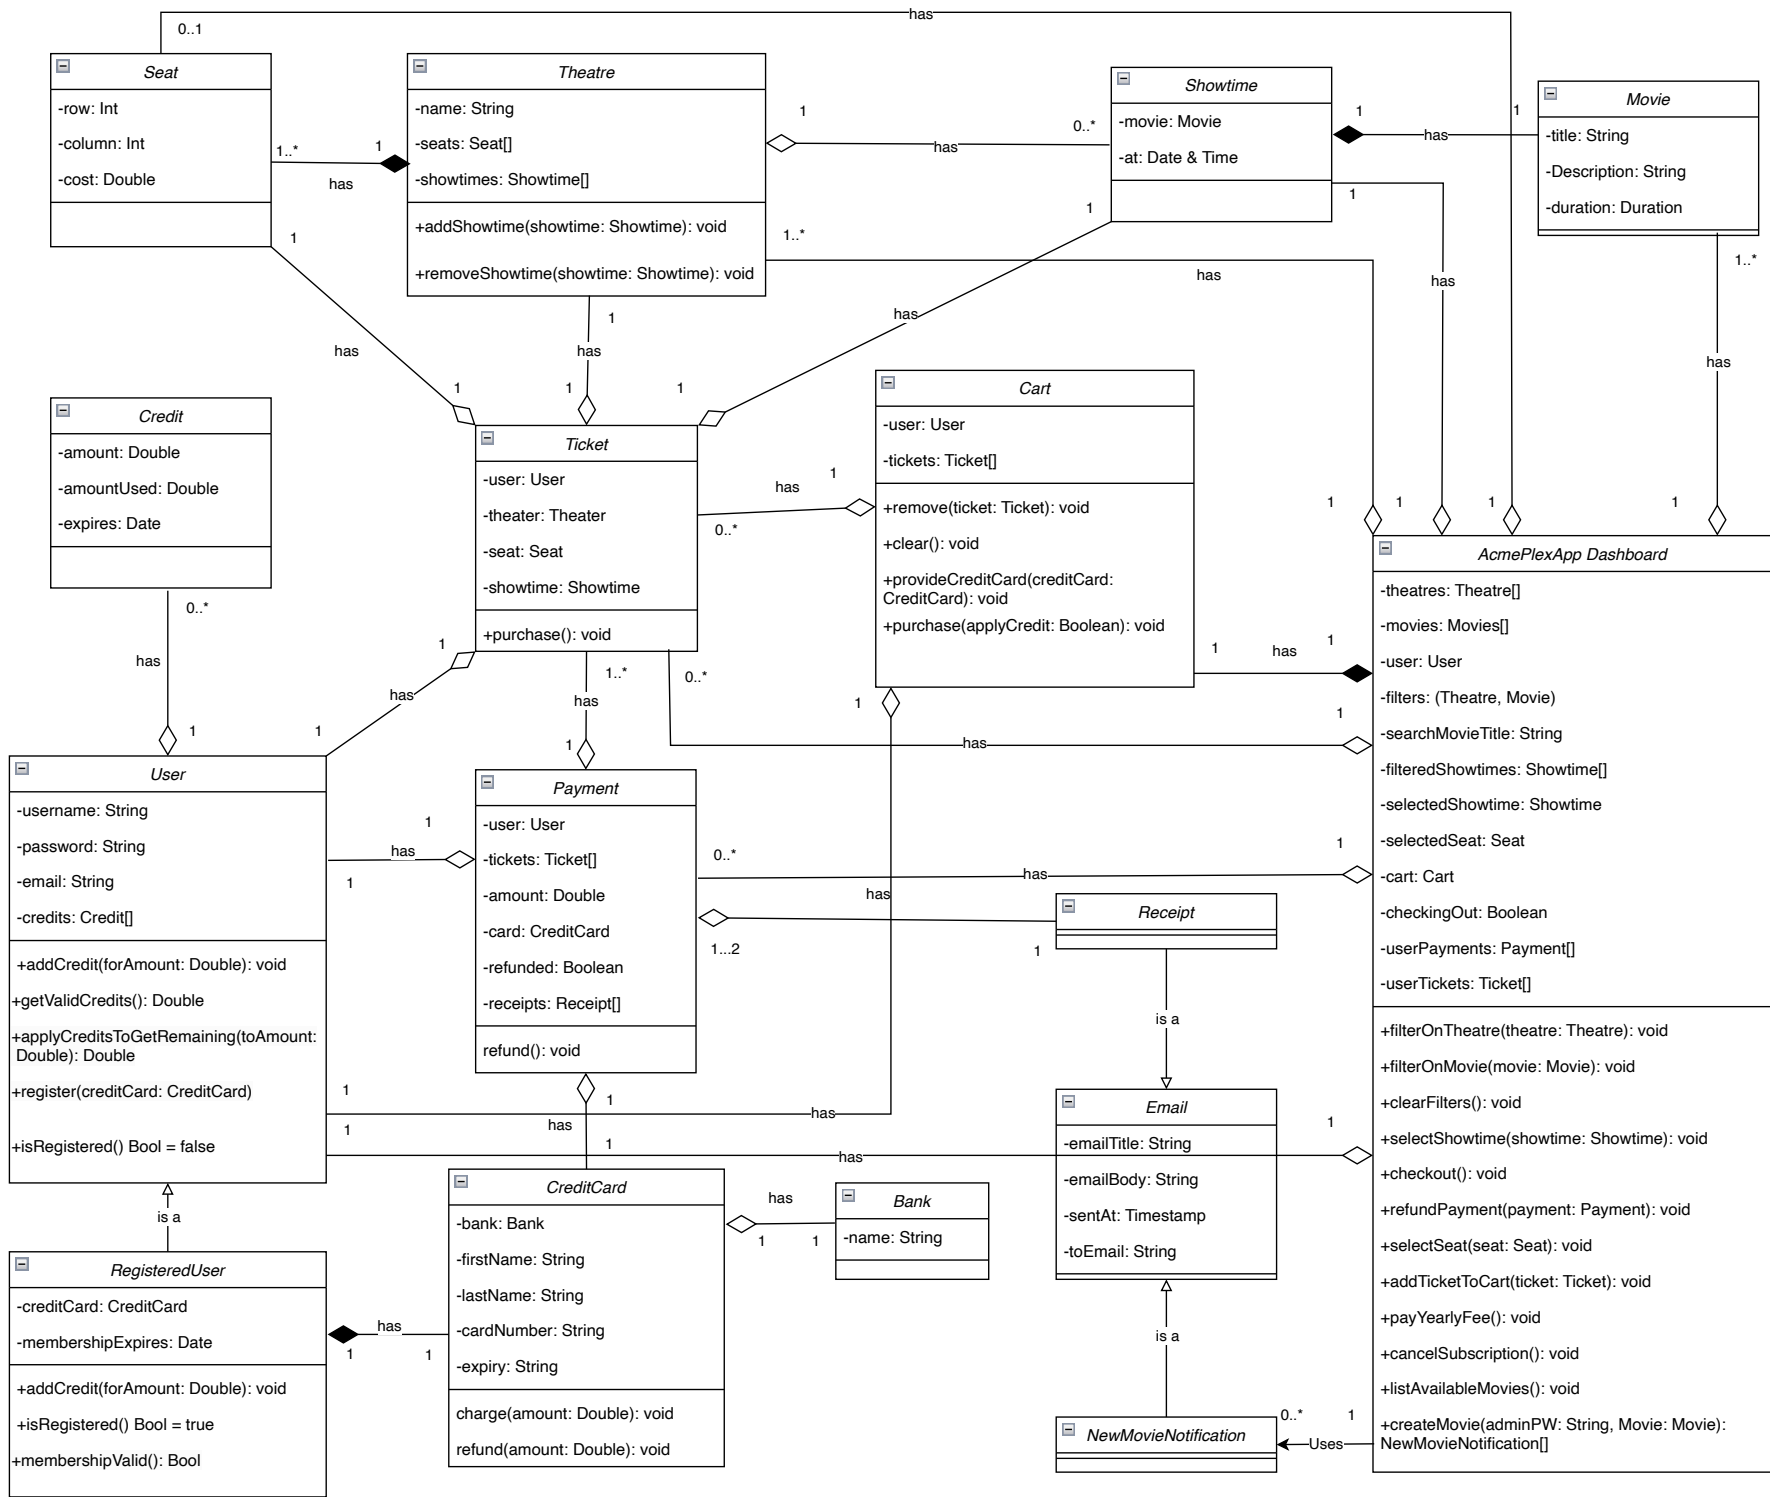 has
0..1
Seat
-row: Int
-column: Int
-cost: Double
1..*
1
has
Theatre
-name: String
-seats: Seat[]
-showtimes: Showtime[]
+addShowtime(showtime: Showtime): void
+removeShowtime(showtime: Showtime): void
1
0..*
has
Showtime
-movie: Movie
-at: Date & Time
1
1
has
Movie
-title: String
-Description: String
-duration: Duration
1
1
1
1..*
1..*
has
has
has
has
1
has
1
has
1
1
1
Credit
-amount: Double
-amountUsed: Double
-expires: Date
0..*
has
1
Ticket
-user: User
-theater: Theater
-seat: Seat
-showtime: Showtime
+purchase(): void
has
1
0..*
Cart
-user: User
-tickets: Ticket[]
+remove(ticket: Ticket): void
+clear(): void
+provideCreditCard(creditCard:
CreditCard): void
+purchase(applyCredit: Boolean): void
1
1
1
1
AcmePlexApp Dashboard
-theatres: Theatre[]
-movies: Movies[]
-user: User
-filters: (Theatre, Movie)
-searchMovieTitle: String
-filteredShowtimes: Showtime[]
-selectedShowtime: Showtime
-selectedSeat: Seat
-cart: Cart
-checkingOut: Boolean
-userPayments: Payment[]
-userTickets: Ticket[]
+filterOnTheatre(theatre: Theatre): void
+filterOnMovie(movie: Movie): void
+clearFilters(): void
+selectShowtime(showtime: Showtime): void
+checkout(): void
+refundPayment(payment: Payment): void
+selectSeat(seat: Seat): void
+addTicketToCart(ticket: Ticket): void
+payYearlyFee(): void
+cancelSubscription(): void
+listAvailableMovies(): void
+createMovie(adminPW: String, Movie: Movie):
NewMovieNotification[]
1
has
1
1
has
1
1..*
has
1
0..*
has
1
1
User
-username: String
-password: String
-email: String
-credits: Credit[]
+addCredit(forAmount: Double): void
+getValidCredits(): Double
+applyCreditsToGetRemaining(toAmount:
Double): Double
+register(creditCard: CreditCard)
+isRegistered() Bool = false
1
has
1
Payment
-user: User
-tickets: Ticket[]
-amount: Double
-card: CreditCard
-refunded: Boolean
-receipts: Receipt[]
refund(): void
0..*
has
1
has
1...2
1
Receipt
is a
Email
-emailTitle: String
-emailBody: String
-sentAt: Timestamp
-toEmail: String
1
has
1
has
1
1
has
1
is a
RegisteredUser
-creditCard: CreditCard
-membershipExpires: Date
+addCredit(forAmount: Double): void
+isRegistered() Bool = true
+membershipValid(): Bool
has
1
1
CreditCard
-bank: Bank
-firstName: String
-lastName: String
-cardNumber: String
-expiry: String
charge(amount: Double): void
refund(amount: Double): void
has
1
1
Bank
-name: String
is a
NewMovieNotification
0..*
1
Uses